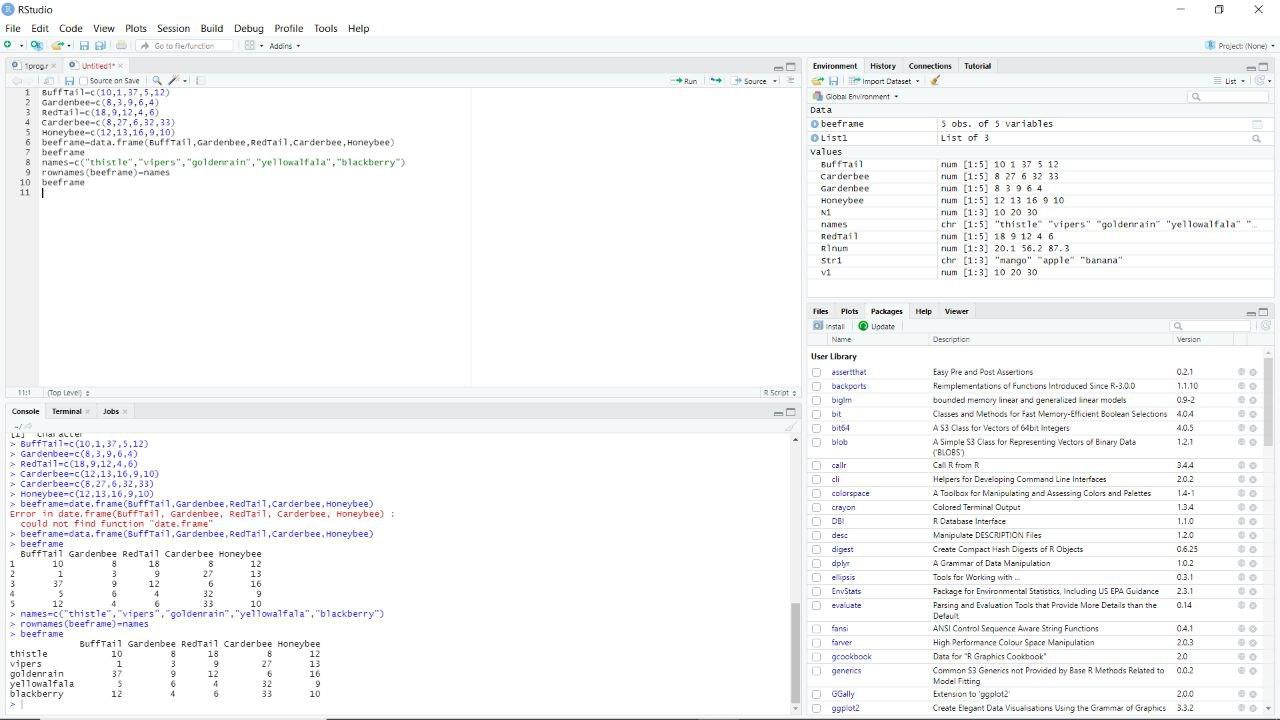 RStudio
File Edit Code View Plots Session Build Debug Profile Tools Help
Go to file/function Addins Project: (None)
1prog.r Untitled1*
Source on Save Run Source
1 BuffTail=c(10,1,37,5,12)
2 Gardenbee=c(8,3,9,6,4)
3 RedTail=c(18,9,12,4,6)
4 Carderbee=c(8,27,6,32,33)
5 Honeybee=c(12,13,16,9,10)
6 beeframe=data.frame(BuffTail,Gardenbee,RedTail,Carderbee,Honeybee)
7 beeframe
8 names=c("thistle","vipers","goldenrain","yellowalfala","blackberry")
9 rownames(beeframe)=names
10 beeframe
11
11:1 (Top Level) R Script
Console Terminal Jobs
~/
[1] "character"
> BuffTail=c(10,1,37,5,12)
> Gardenbee=c(8,3,9,6,4)
> RedTail=c(18,9,12,4,6)
> Carderbee=c(12,13,16,9,10)
> Carderbee=c(8,27,6,32,33)
> Honeybee=c(12,13,16,9,10)
> beeframe=date.frame(BuffTail,Gardenbee,RedTail,Carderbee,Honeybee)
Error in date.frame(BuffTail, Gardenbee, RedTail, Carderbee, Honeybee) :
could not find function "date.frame"
> beeframe=data.frame(BuffTail,Gardenbee,RedTail,Carderbee,Honeybee)
> beeframe
BuffTail Gardenbee RedTail Carderbee Honeybee
1 10 8 18 8 12
2 1 3 9 27 13
3 37 9 12 6 16
4 5 6 4 32 9
5 12 4 6 33 10
> names=c("thistle","vipers","goldenrain","yellowalfala","blackberry")
> rownames(beeframe)=names
> beeframe
BuffTail Gardenbee RedTail Carderbee Honeybee
thistle 10 8 18 8 12
vipers 1 3 9 27 13
goldenrain 37 9 12 6 16
yellowalfala 5 6 4 32 9
blackberry 12 4 6 33 10
>
Environment History Connections Tutorial
Import Dataset List
Global Environment
Data
beeframe 5 obs. of 5 variables
List1 List of 3
Values
BuffTail num [1:5] 10 1 37 5 12
Carderbee num [1:5] 8 27 6 32 33
Gardenbee num [1:5] 8 3 9 6 4
Honeybee num [1:5] 12 13 16 9 10
N1 num [1:3] 10 20 30
names chr [1:5] "thistle" "vipers" "goldenrain" "yellowalfala" "...
RedTail num [1:5] 18 9 12 4 6
Rlnum num [1:3] 20.1 56.2 87.3
Str1 chr [1:3] "mango" "apple" "banana"
v1 num [1:3] 10 20 30
Files Plots Packages Help Viewer
Install Update
Name Description Version
User Library
assertthat Easy Pre and Post Assertions 0.2.1
backports Reimplementations of Functions Introduced Since R-3.0.0 1.1.10
biglm bounded memory linear and generalized linear models 0.9-2
bit Classes and Methods for Fast Memory-Efficient Boolean Selections 4.0.4
bit64 A S3 Class for Vectors of 64bit Integers 4.0.5
blob A Simple S3 Class for Representing Vectors of Binary Data ('BLOBS') 1.2.1
callr Call R from R 3.4.4
cli Helpers for Developing Command Line Interfaces 2.0.2
colorspace A Toolbox for Manipulating and Assessing Colors and Palettes 1.4-1
crayon Colored Terminal Output 1.3.4
DBI R Database Interface 1.1.0
desc Manipulate DESCRIPTION Files 1.2.0
digest Create Compact Hash Digests of R Objects 0.6.25
dplyr A Grammar of Data Manipulation 1.0.2
ellipsis Tools for Working with ... 0.3.1
EnvStats Package for Environmental Statistics, Including US EPA Guidance 2.3.1
evaluate Parsing and Evaluation Tools that Provide More Details than the Default 0.14
fansi ANSI Control Sequence Aware String Functions 0.4.1
farver High Performance Colour Space Manipulation 2.0.3
gcookbook Data for "R Graphics Cookbook" 2.0
generics Common S3 Generics not Provided by Base R Methods Related to Model Fitting 0.0.2
GGally Extension to 'ggplot2' 2.0.0
ggplot2 Create Elegant Data Visualisations Using the Grammar of Graphics 3.3.2